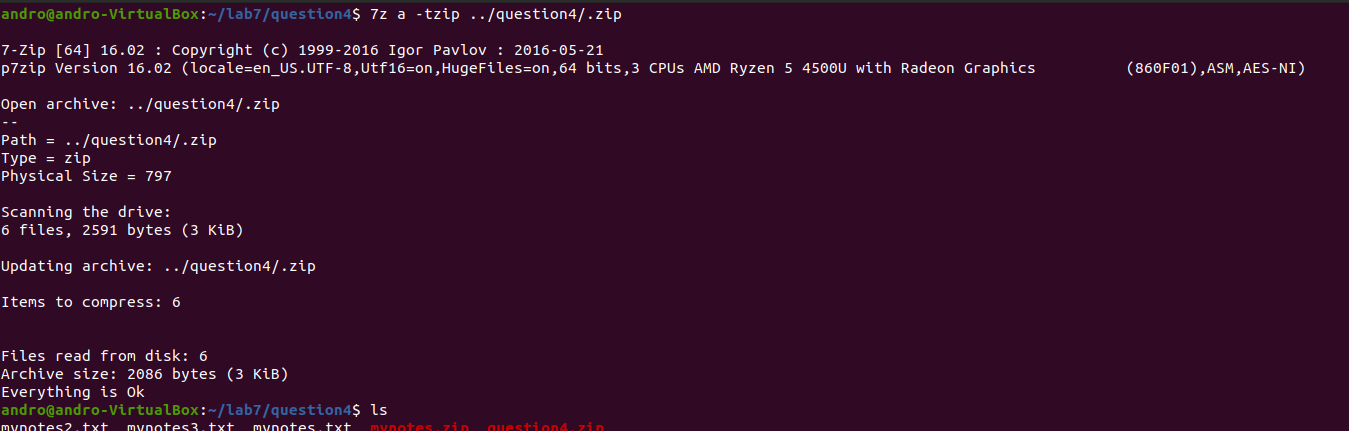 andro@andro-VirtualBox:~/lab7/question4$ 7z a -tzip ../question4/.zip
7-Zip [64] 16.02 : Copyright (c) 1999-2016 Igor Pavlov : 2016-05-21
p7zip Version 16.02 (locale=en_US.UTF-8,Utf16=on,HugeFiles=on,64 bits,3 CPUs AMD Ryzen 5 4500U with Radeon Graphics          (860F01),ASM,AES-NI)
Open archive: ../question4/.zip
--
Path = ../question4/.zip
Type = zip
Physical Size = 797
Scanning the drive:
6 files, 2591 bytes (3 KiB)
Updating archive: ../question4/.zip
Items to compress: 6
Files read from disk: 6
Archive size: 2086 bytes (3 KiB)
Everything is Ok
andro@andro-VirtualBox:~/lab7/question4$ ls
mynotes2.txt  mynotes3.txt  mynotes.txt  mynotes.zip  question4.zip